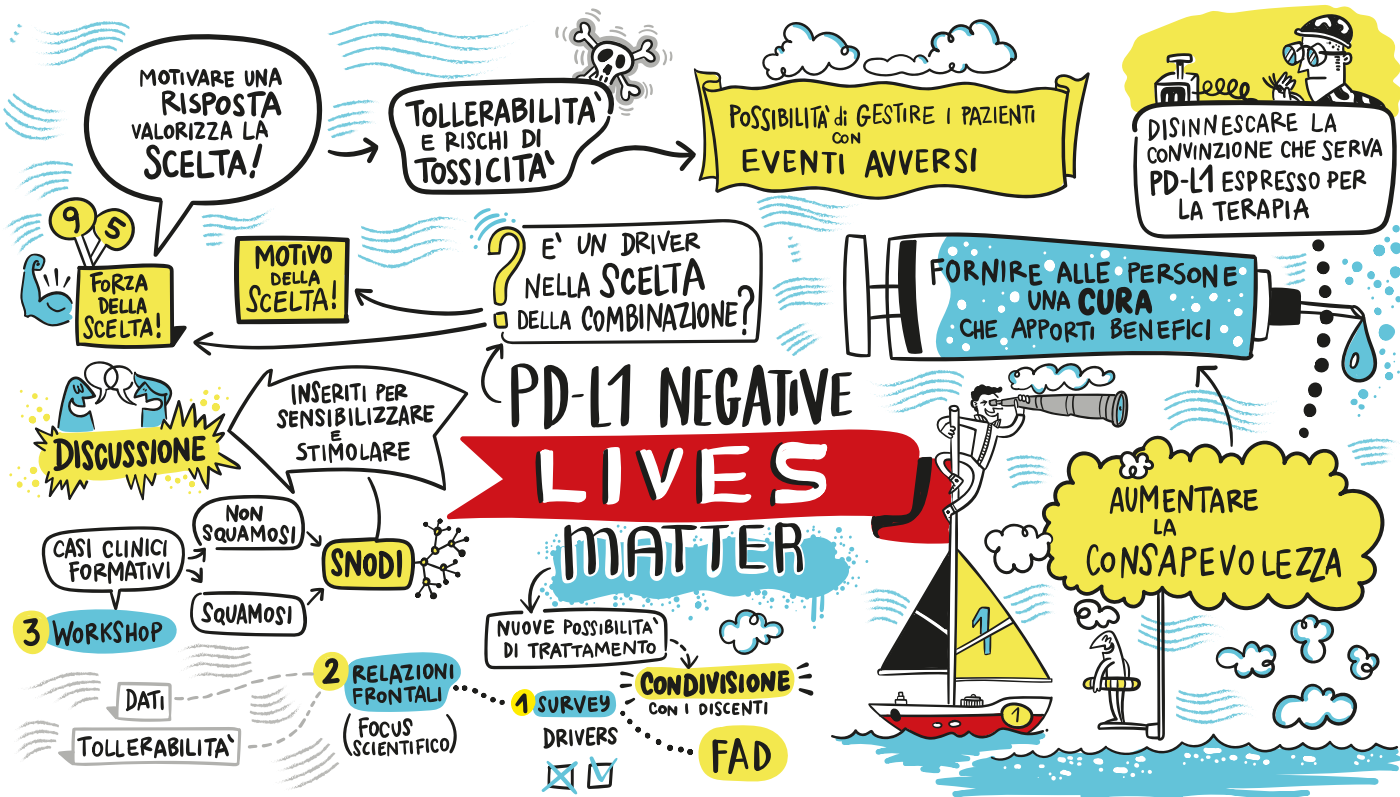 MOTIVARE UNA
RISPOSTA
VALORIZZA LA
SCELTA!
TOLLERABILITA'
E RISCHI DI
TOSSICITA'
POSSIBILITÀ di GESTIRE I PAZIENTI
CON
EVENTI AVVERSI
DISINNESCARE LA
CONVINZIONE CHE SERVA
PD-L1 ESPRESSO PER
LA TERAPIA
9 5
FORZA
DELLA
SCELTA!
MOTIVO
DELLA
SCELTA!
?
E' UN DRIVER
NELLA SCELTA
DELLA COMBINAZIONE?
FORNIRE ALLE PERSONE
UNA CURA
CHE APPORTI BENEFICI
DISCUSSIONE
INSERITI PER
SENSIBILIZZARE
E
STIMOLARE
PD-L1 NEGATIVE
LIVES
MATTER
AUMENTARE
LA
CONSAPEVOLEZZA
CASI CLINICI
FORMATIVI
NON
SQUAMOSI
SQUAMOSI
SNODI
3 WORKSHOP
DATI
TOLLERABILITA'
2 RELAZIONI
FRONTALI
(FOCUS
SCIENTIFICO)
NUOVE POSSIBILITA'
DI TRATTAMENTO
CONDIVISIONE
CON I DISCENTI
1 SURVEY
DRIVERS
FAD
1
1